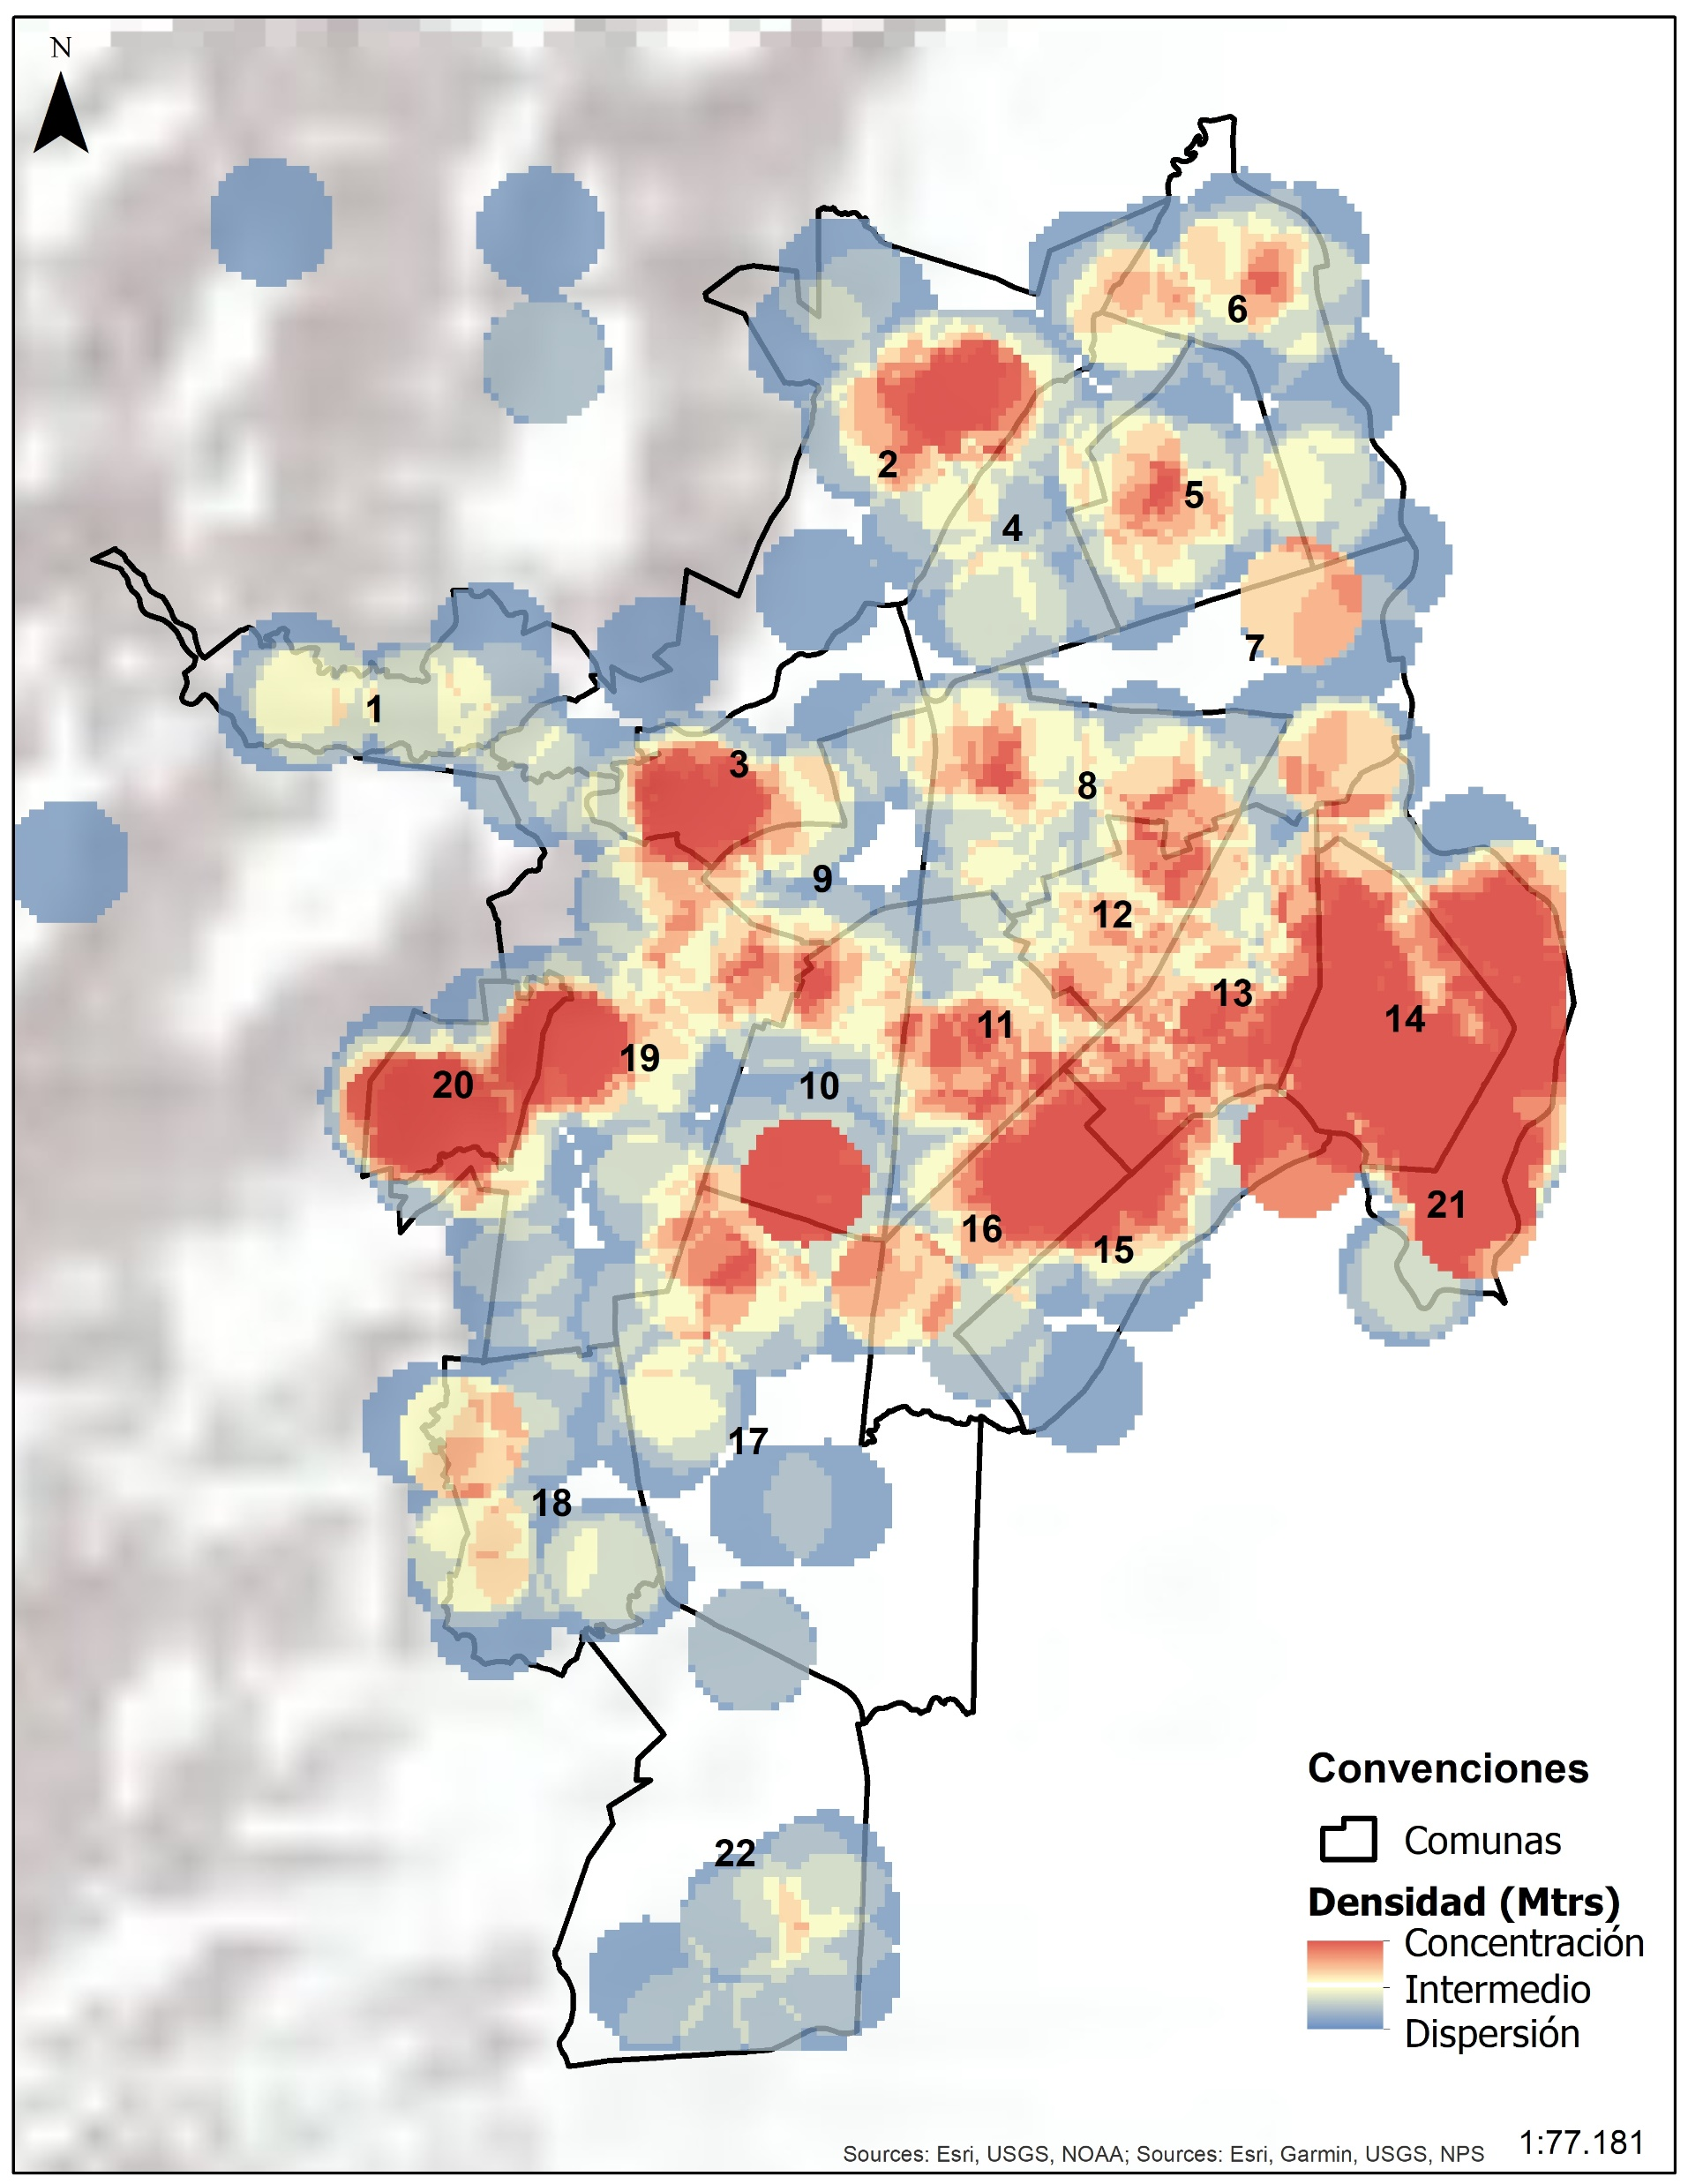 N
6
2
5
4
7
1
3
8
9
12
13
11
14
19
20
10
21
16
15
17
18
22
Convenciones
Comunas
Densidad (Mtrs)
Concentración
Intermedio
Dispersión
1:77.181
Sources: Esri, USGS, NOAA; Sources: Esri, Garmin, USGS, NPS